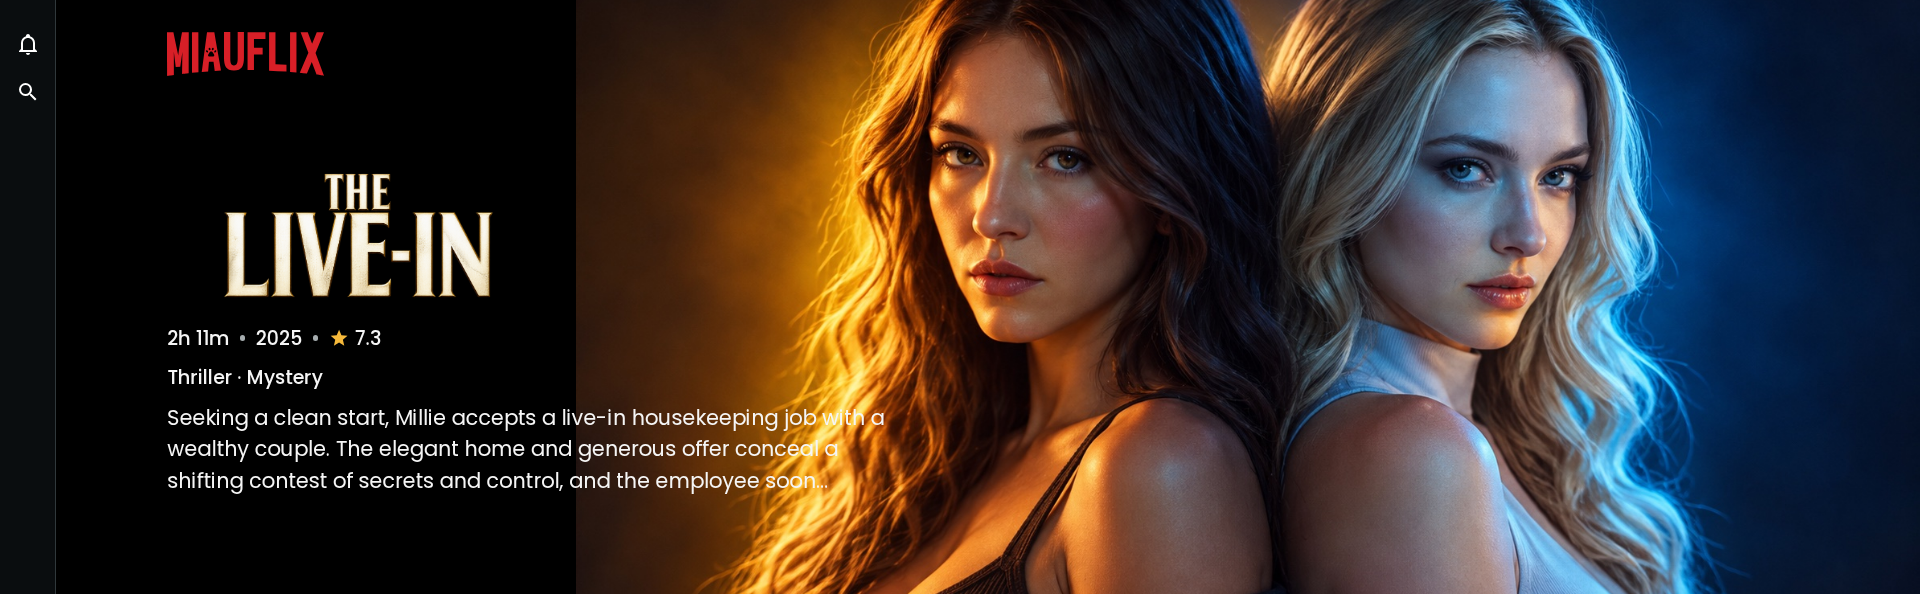 MIAUFLIX
THE
LIVE-IN
2h 11m • 2025 • ★ 7.3
Thriller · Mystery
Seeking a clean start, Millie accepts a live-in housekeeping job with a
wealthy couple. The elegant home and generous offer conceal a
shifting contest of secrets and control, and the employee soon...